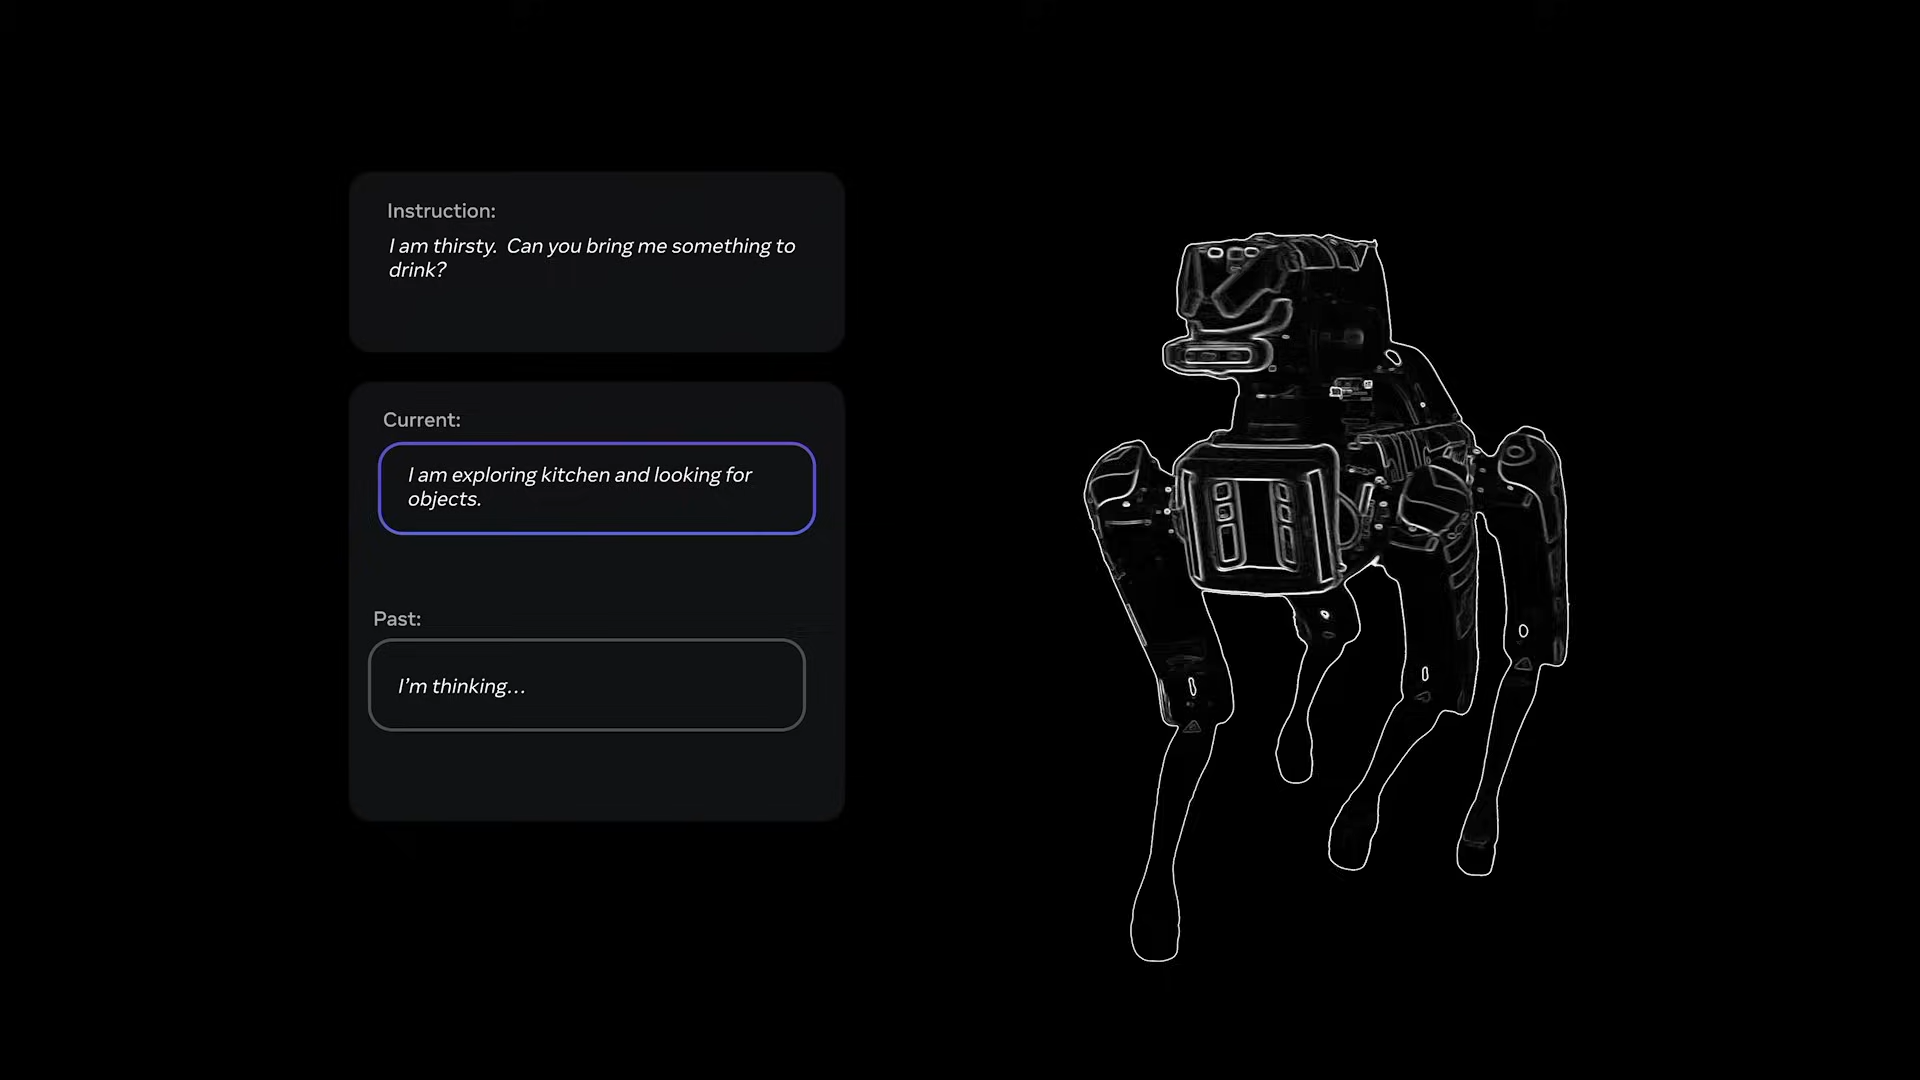 Instruction:
I am thirsty.  Can you bring me something to
drink?
Current:
I am exploring kitchen and looking for
objects.
Past:
I’m thinking…